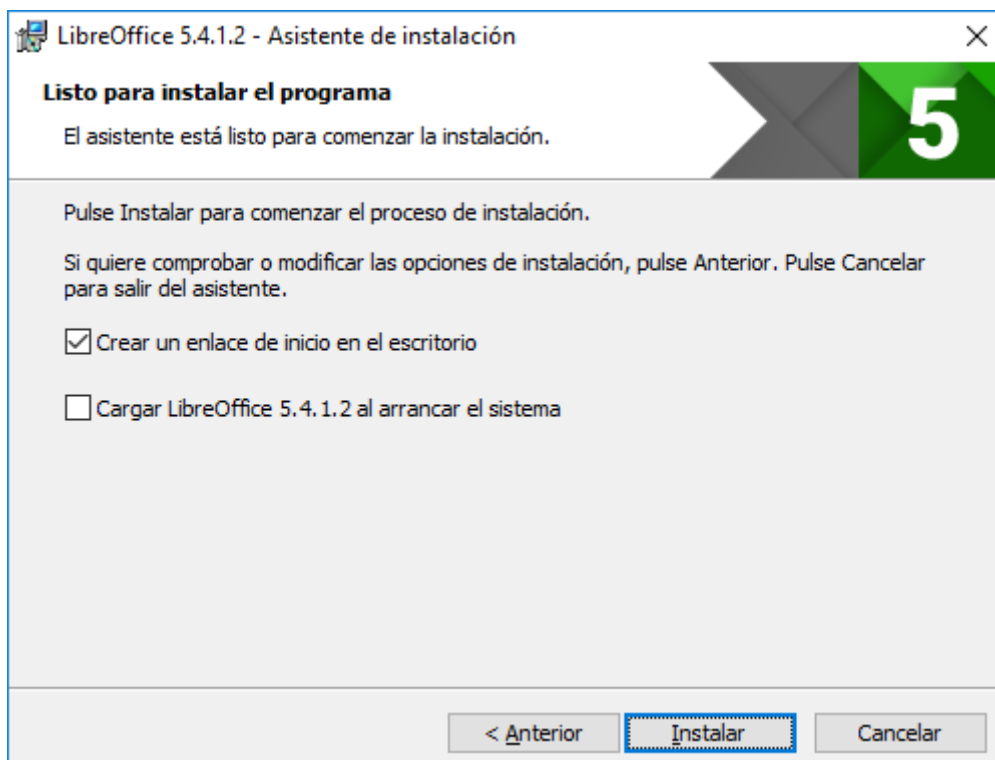 LibreOffice 5.4.1.2 - Asistente de instalación
Listo para instalar el programa
El asistente está listo para comenzar la instalación.
5
Pulse Instalar para comenzar el proceso de instalación.
Si quiere comprobar o modificar las opciones de instalación, pulse Anterior. Pulse Cancelar
para salir del asistente.
Crear un enlace de inicio en el escritorio
Cargar LibreOffice 5.4.1.2 al arrancar el sistema
< Anterior
Instalar
Cancelar